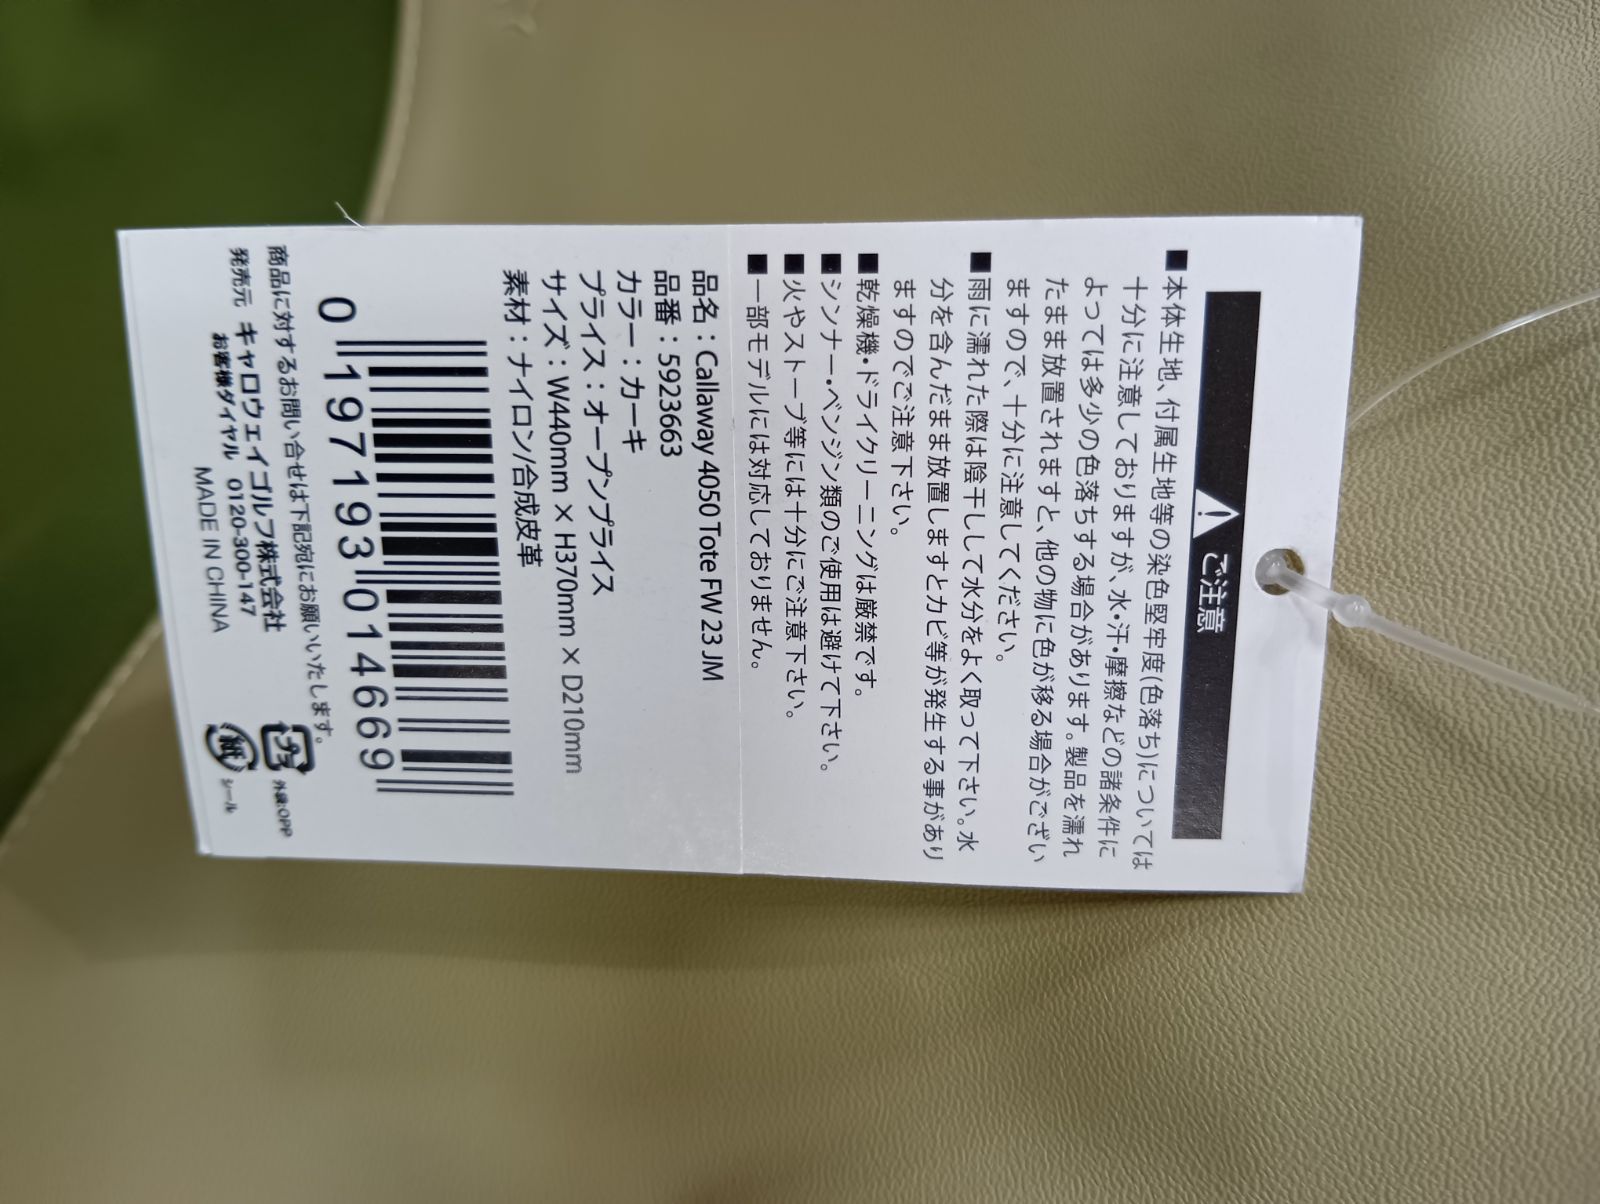 ご注意
■本体生地、付属生地等の染色堅牢度(色落ち)については
十分に注意しておりますが、水・汗・摩擦などの諸条件に
よっては多少の色落ちする場合があります。製品を濡れ
たまま放置されますと、他の物に色が移る場合がござい
ますので、十分に注意してください。
■雨に濡れた際は陰干しして水分をよく取って下さい。水
分を含んだまま放置しますとカビ等が発生する事があり
ますのでご注意下さい。
■乾燥機・ドライクリーニングは厳禁です。
■シンナー・ベンジン類のご使用は避けて下さい。
■火やストーブ等には十分にご注意下さい。
■一部モデルには対応しておりません。
品名：Callaway 4050 Tote FW 23 JM
品番：5923663
カラー：カーキ
プライス：オープンプライス
サイズ：W440mm × H370mm × D210mm
素材：ナイロン/合成皮革
0 197193 014669
商品に対するお問い合せは下記宛にお願いいたします。
発売元 キャロウェイゴルフ株式会社
お客様ダイヤル 0120-300-147
MADE IN CHINA
プラ 外袋:OPP
紙 シール